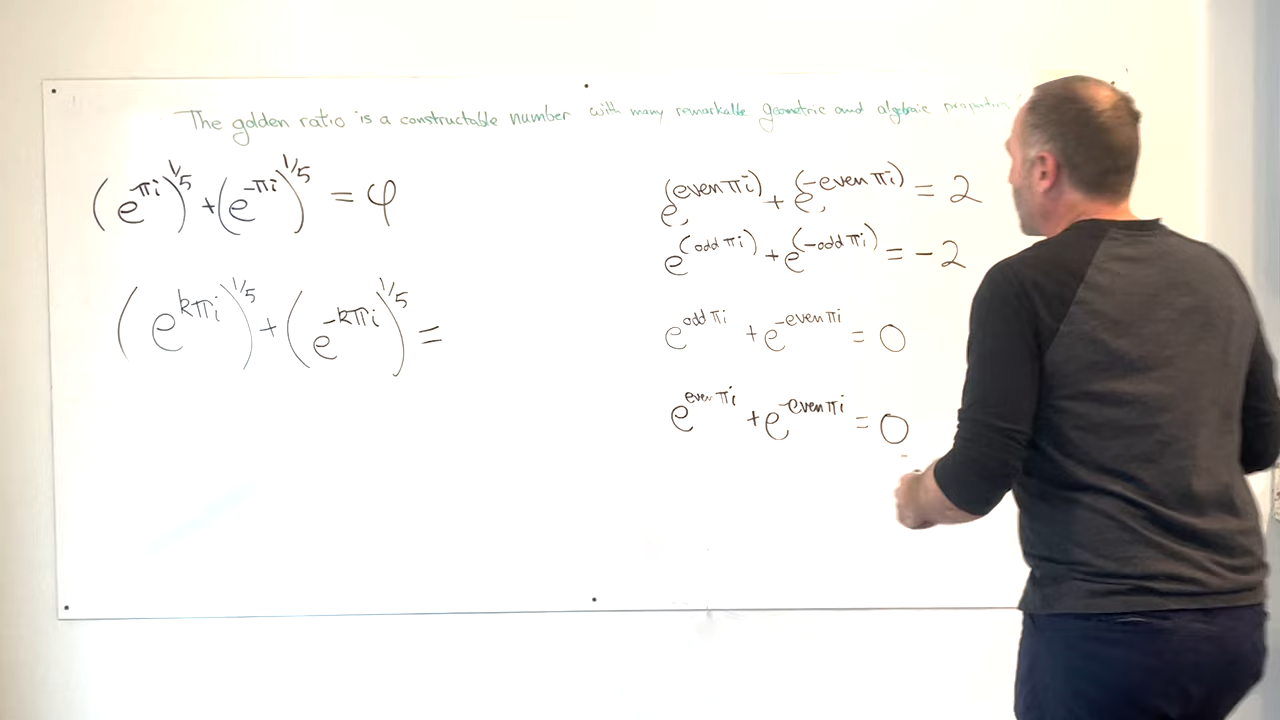 The golden ratio is a constructable number with many remarkable geometric and algebraic properties
(e^{πi})^{1/5} + (e^{-πi})^{1/5} = φ
(e^{kπi})^{1/5} + (e^{-kπi})^{1/5} =
e^{(even πi)} + e^{(-even πi)} = 2
e^{(odd πi)} + e^{(-odd πi)} = -2
e^{odd πi} + e^{-even πi} = 0
e^{even πi} + e^{-even πi} = 0